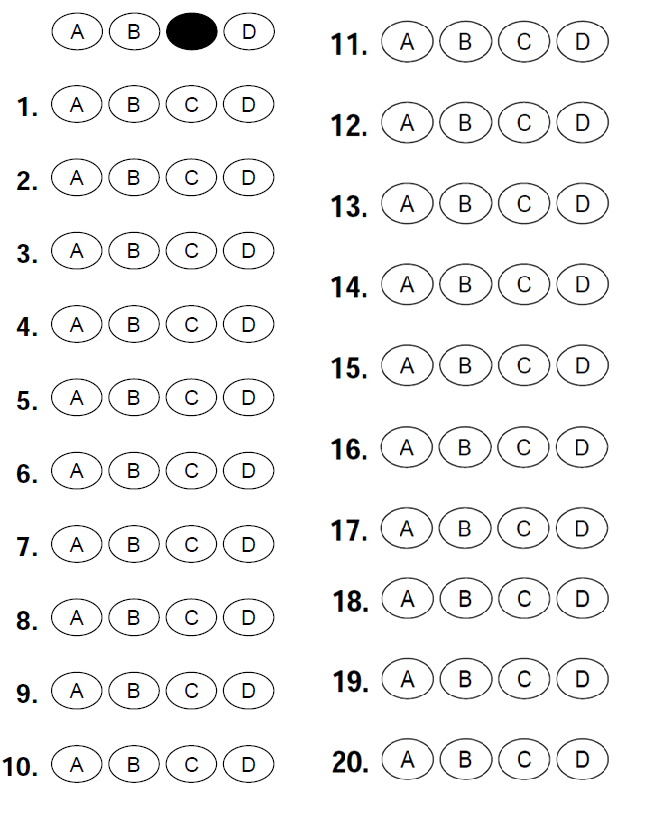 A B D
1. A B C D
2. A B C D
3. A B C D
4. A B C D
5. A B C D
6. A B C D
7. A B C D
8. A B C D
9. A B C D
10. A B C D
11. A B C D
12. A B C D
13. A B C D
14. A B C D
15. A B C D
16. A B C D
17. A B C D
18. A B C D
19. A B C D
20. A B C D